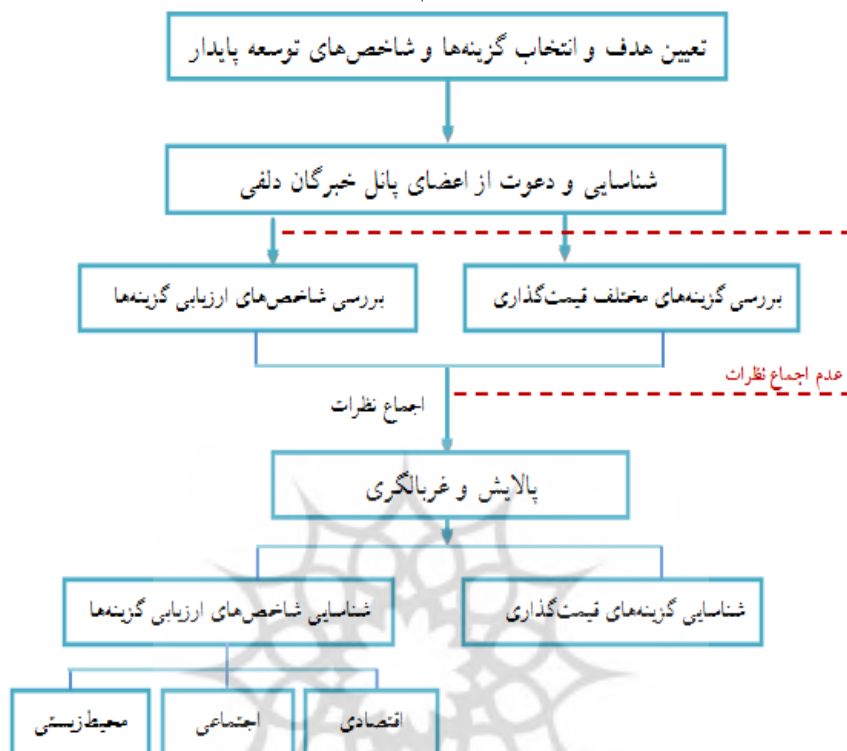 تعیین هدف و انتخاب گزینه‌ها و شاخص‌های توسعه پایدار
شناسایی و دعوت از اعضای پانل خبرگان دلفی
بررسی گزینه‌های مختلف قیمت‌گذاری
بررسی شاخص‌های ارزیابی گزینه‌ها
عدم اجماع نظرات
اجماع نظرات
پالایش و غربالگری
شناسایی گزینه‌های قیمت‌گذاری
شناسایی شاخص‌های ارزیابی گزینه‌ها
اقتصادی
اجتماعی
محیط‌زیستی